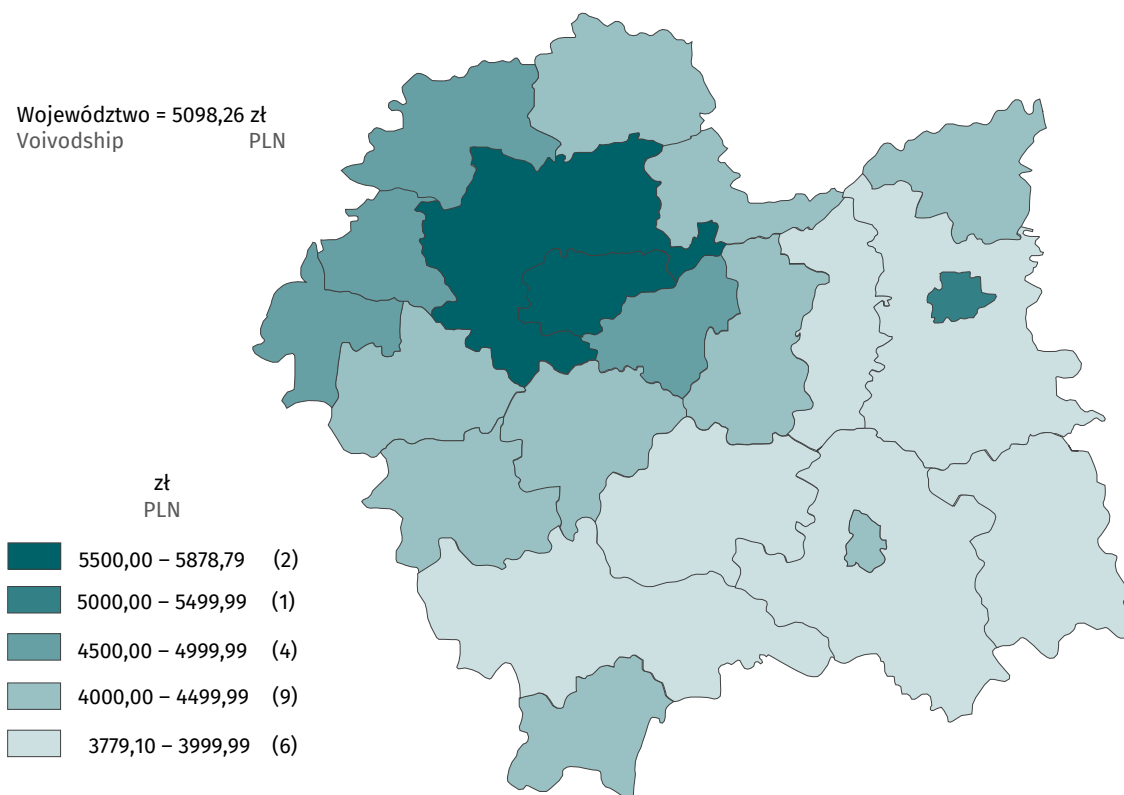 Województwo = 5098,26 zł
Voivodship PLN
zł
PLN
5500,00 – 5878,79 (2)
5000,00 – 5499,99 (1)
4500,00 – 4999,99 (4)
4000,00 – 4499,99 (9)
3779,10 – 3999,99 (6)